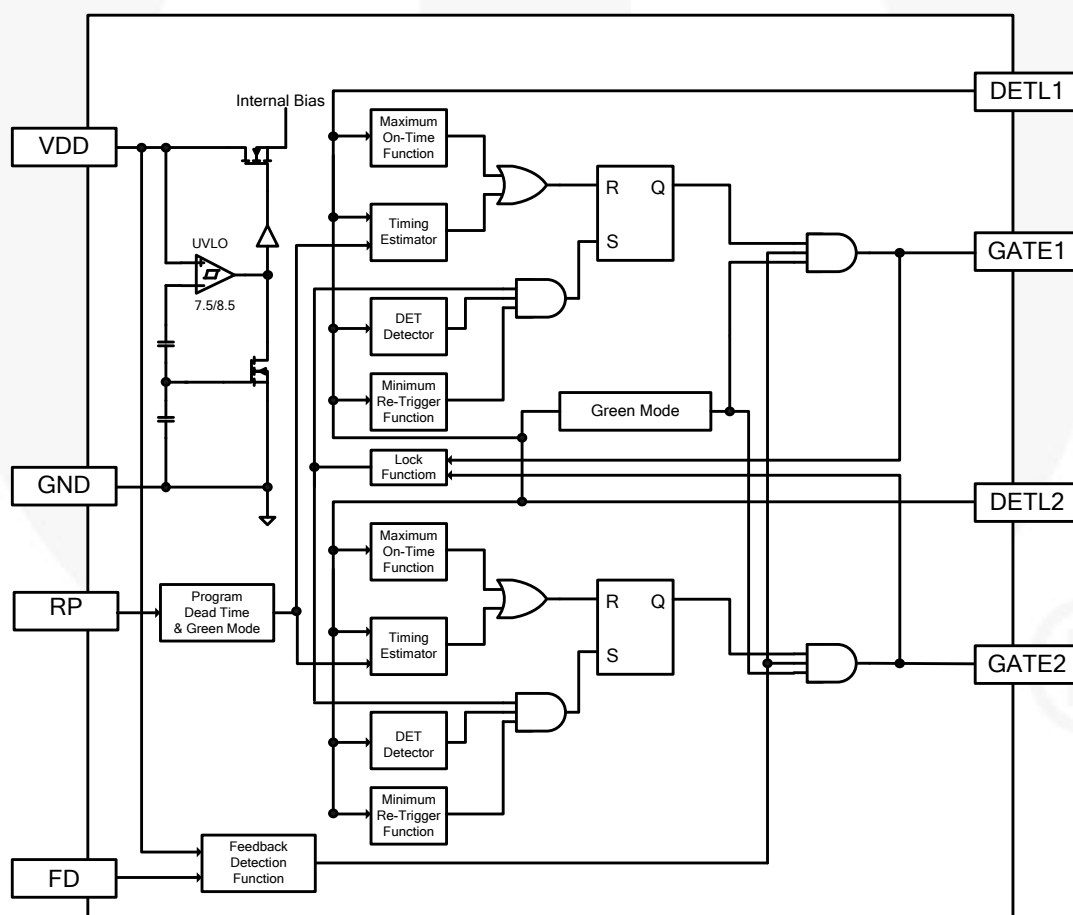 Internal Bias
DETL1
VDD
Maximum
On-Time
Function
R
Q
S
Timing
Estimator
UVLO
+
−
7.5/8.5
GATE1
DET
Detector
Minimum
Re-Trigger
Function
Green Mode
Lock
Functiom
GND
DETL2
Maximum
On-Time
Function
RP
Program
Dead Time
& Green Mode
R
Q
S
Timing
Estimator
GATE2
DET
Detector
Minimum
Re-Trigger
Function
FD
Feedback
Detection
Function